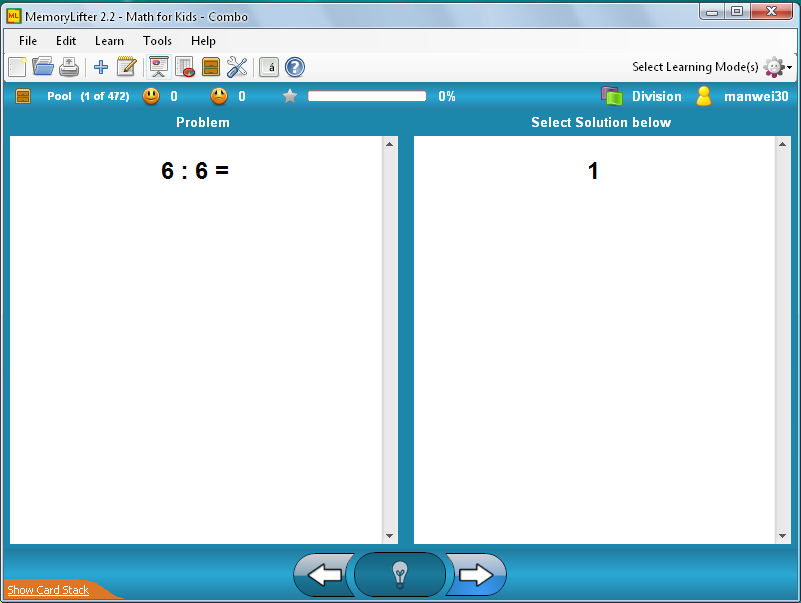 ML MemoryLifter 2.2 - Math for Kids - Combo
File Edit Learn Tools Help
á ? Select Learning Mode(s)
Pool (1 of 472) 0 0 0% Division manwei30
Problem Select Solution below
6 : 6 = 1
Show Card Stack